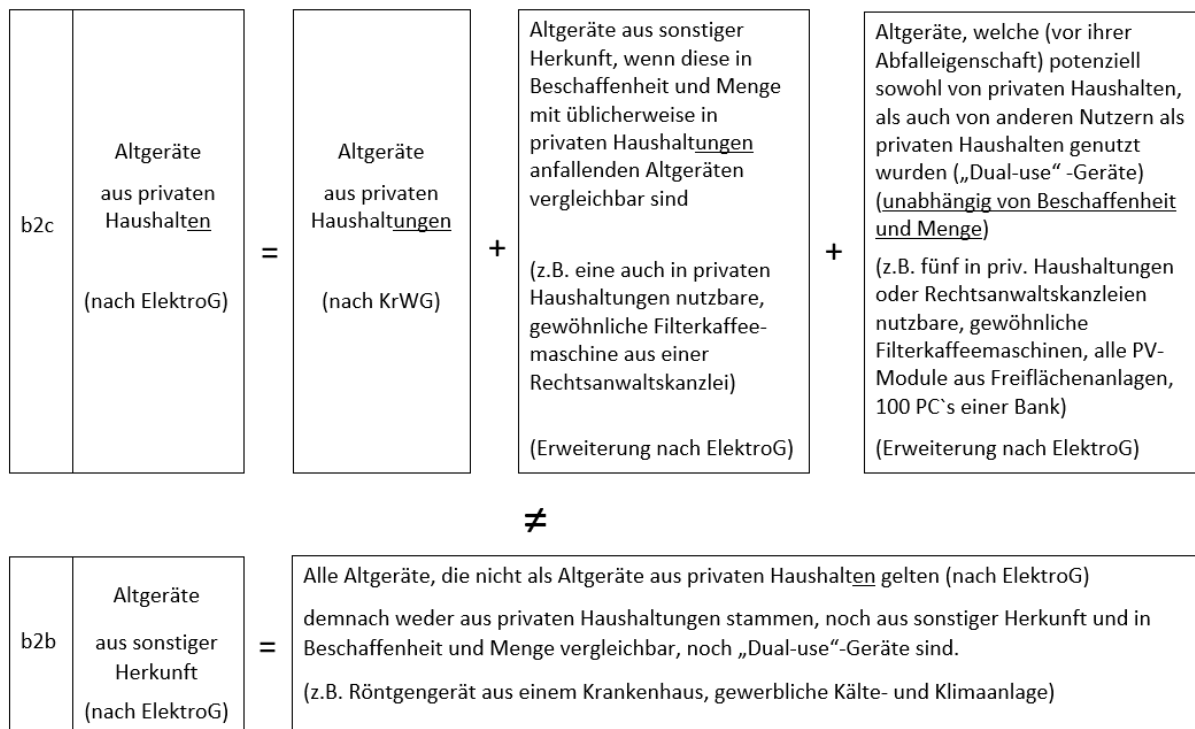 b2c
Altgeräte
aus privaten
Haushalten
(nach ElektroG)
=
Altgeräte
aus privaten
Haushaltungen
(nach KrWG)
+
Altgeräte aus sonstiger
Herkunft, wenn diese in
Beschaffenheit und Menge
mit üblicherweise in
privaten Haushaltungen
anfallenden Altgeräten
vergleichbar sind
(z.B. eine auch in privaten
Haushaltungen nutzbare,
gewöhnliche Filterkaffee-
maschine aus einer
Rechtsanwaltskanzlei)
(Erweiterung nach ElektroG)
+
Altgeräte, welche (vor ihrer
Abfalleigenschaft) potenziell
sowohl von privaten Haushalten,
als auch von anderen Nutzern als
privaten Haushalten genutzt
wurden („Dual-use“ -Geräte)
(unabhängig von Beschaffenheit
und Menge)
(z.B. fünf in priv. Haushaltungen
oder Rechtsanwaltskanzleien
nutzbare, gewöhnliche
Filterkaffeemaschinen, alle PV-
Module aus Freiflächenanlagen,
100 PC`s einer Bank)
(Erweiterung nach ElektroG)
≠
b2b
Altgeräte
aus sonstiger
Herkunft
(nach ElektroG)
=
Alle Altgeräte, die nicht als Altgeräte aus privaten Haushalten gelten (nach ElektroG)
demnach weder aus privaten Haushaltungen stammen, noch aus sonstiger Herkunft und in
Beschaffenheit und Menge vergleichbar, noch „Dual-use“-Geräte sind.
(z.B. Röntgengerät aus einem Krankenhaus, gewerbliche Kälte- und Klimaanlage)